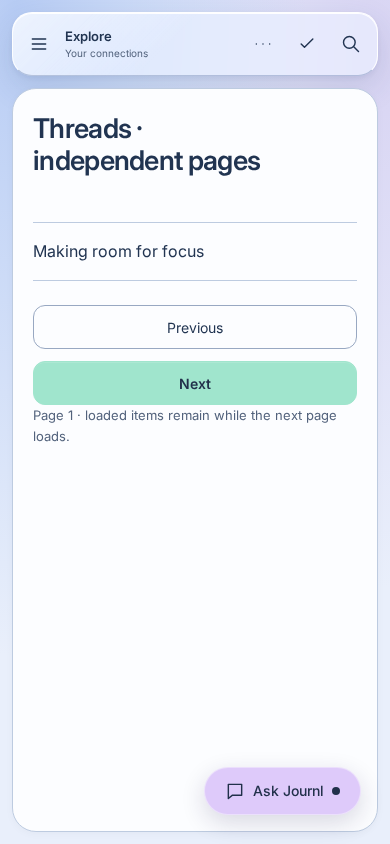 Explore
Your connections
...
Threads ·
independent pages
Making room for focus
Previous
Next
Page 1 · loaded items remain while the next page
loads.
Ask Journl